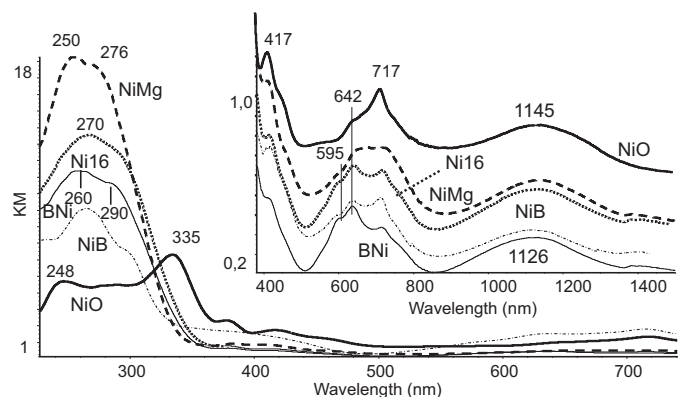 250
276
18
NiMg
270
Ni16
260
290
BNi
NiB
KM
248
335
NiO
1
300
400
500
600
700
Wavelength (nm)
417
717
1,0
642
595
1145
NiO
Ni16
NiMg
NiB
BNi
1126
0,2
400
600
800
1000
1200
1400
Wavelength (nm)